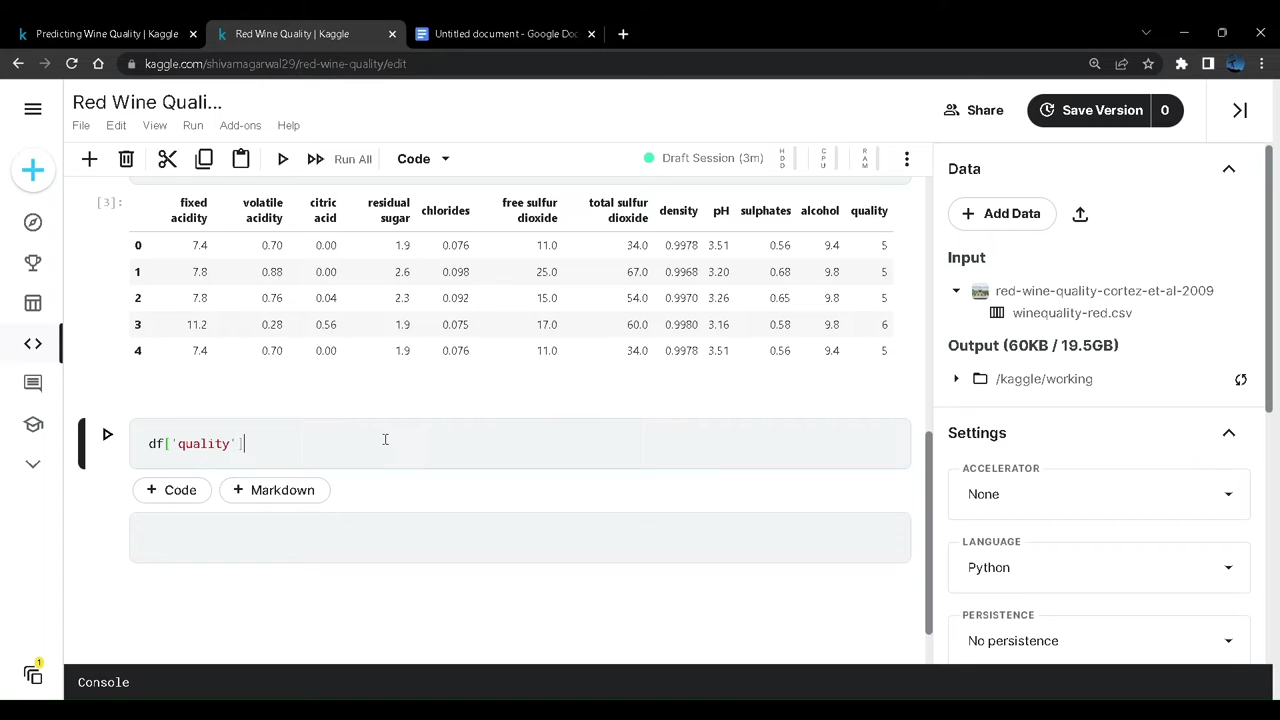 Predicting Wine Quality | Kaggle
Red Wine Quality | Kaggle
Untitled document - Google Doc
kaggle.com/shivamagarwal29/red-wine-quality/edit
Red Wine Quali...
Share
Save Version
0
File Edit View Run Add-ons Help
Run All
Code
Draft Session (3m)
HDD
CPU
RAM
[3]:
fixed acidity volatile acidity citric acid residual sugar chlorides free sulfur dioxide total sulfur dioxide density pH sulphates alcohol quality
0 7.4 0.70 0.00 1.9 0.076 11.0 34.0 0.9978 3.51 0.56 9.4 5
1 7.8 0.88 0.00 2.6 0.098 25.0 67.0 0.9968 3.20 0.68 9.8 5
2 7.8 0.76 0.04 2.3 0.092 15.0 54.0 0.9970 3.26 0.65 9.8 5
3 11.2 0.28 0.56 1.9 0.075 17.0 60.0 0.9980 3.16 0.58 9.8 6
4 7.4 0.70 0.00 1.9 0.076 11.0 34.0 0.9978 3.51 0.56 9.4 5
df['quality']
+ Code
+ Markdown
Console
1
Data
+ Add Data
Input
red-wine-quality-cortez-et-al-2009
winequality-red.csv
Output (60KB / 19.5GB)
/kaggle/working
Settings
ACCELERATOR
None
LANGUAGE
Python
PERSISTENCE
No persistence